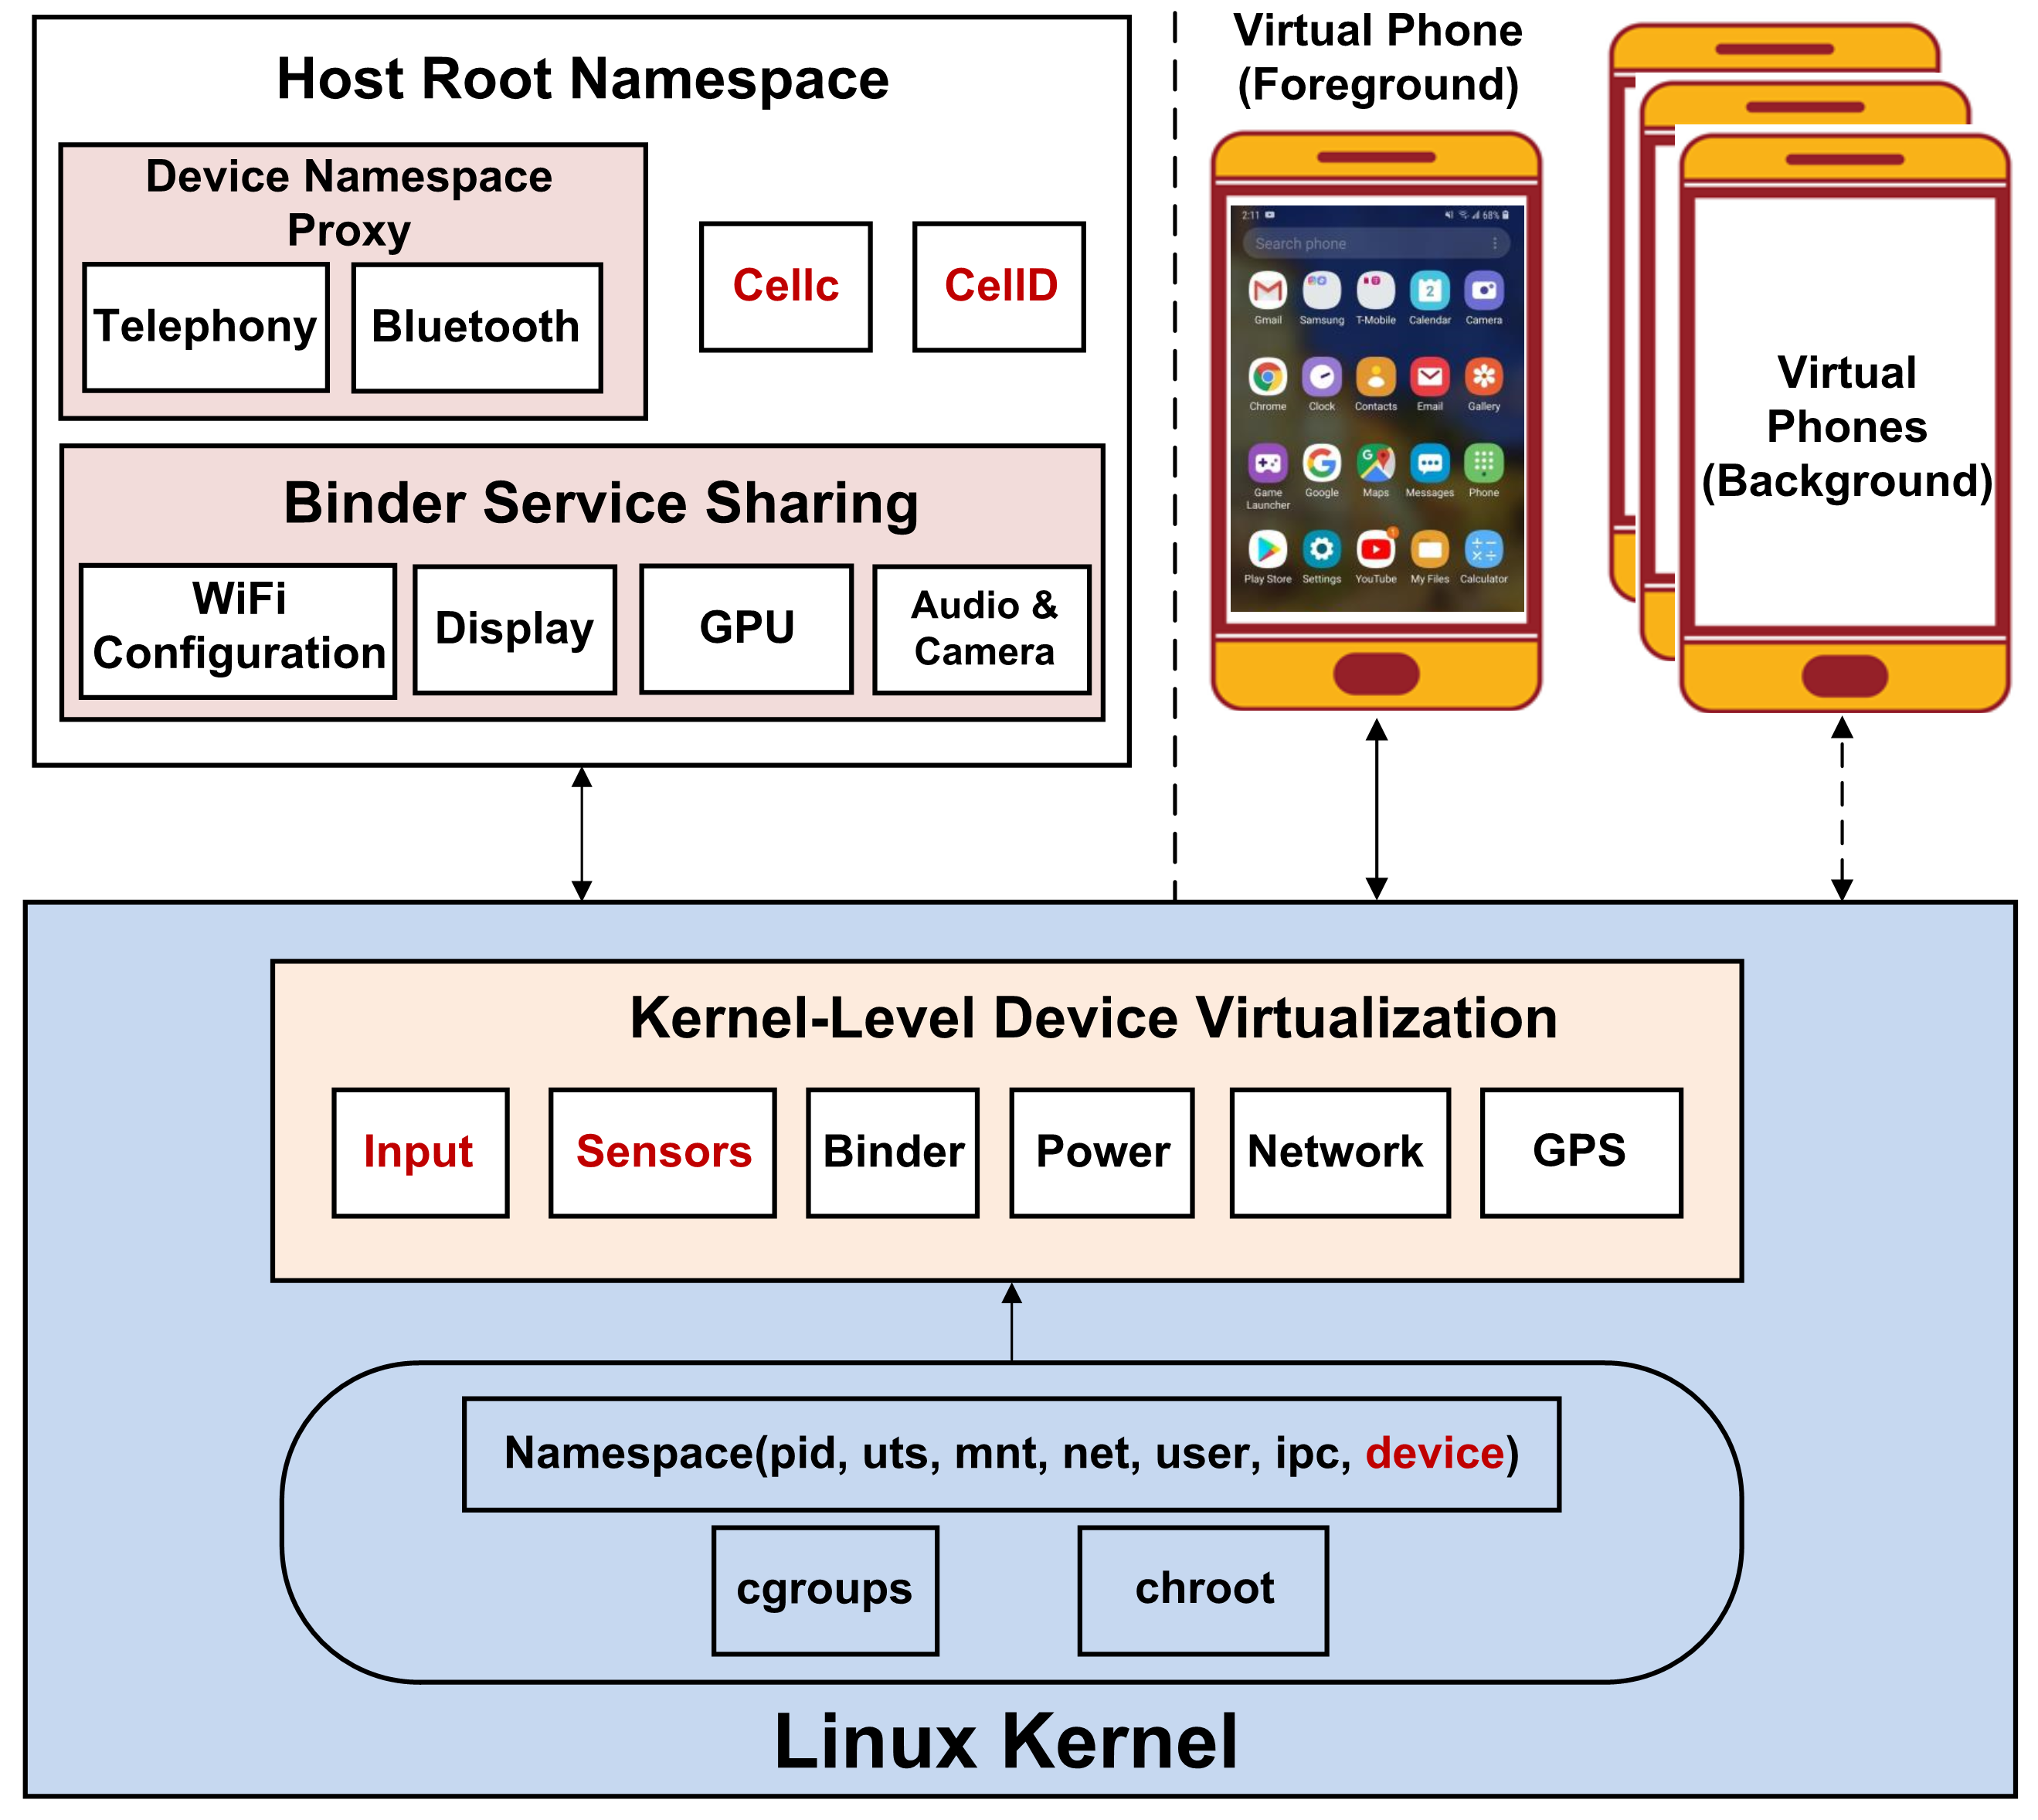 Host Root Namespace
Device Namespace
Proxy
Telephony
Bluetooth
Cellc
CellD
Binder Service Sharing
WiFi
Configuration
Display
GPU
Audio &
Camera
Virtual Phone
(Foreground)
2:11
68%
Search phone
2
Gmail Samsung T-Mobile Calendar Camera
Chrome Clock Contacts Email Gallery
Game Launcher Google Maps Messages Phone
1
Play Store Settings YouTube My Files Calculator
Virtual
Phones
(Background)
Kernel-Level Device Virtualization
Input
Sensors
Binder
Power
Network
GPS
Namespace(pid, uts, mnt, net, user, ipc, device)
cgroups
chroot
Linux Kernel